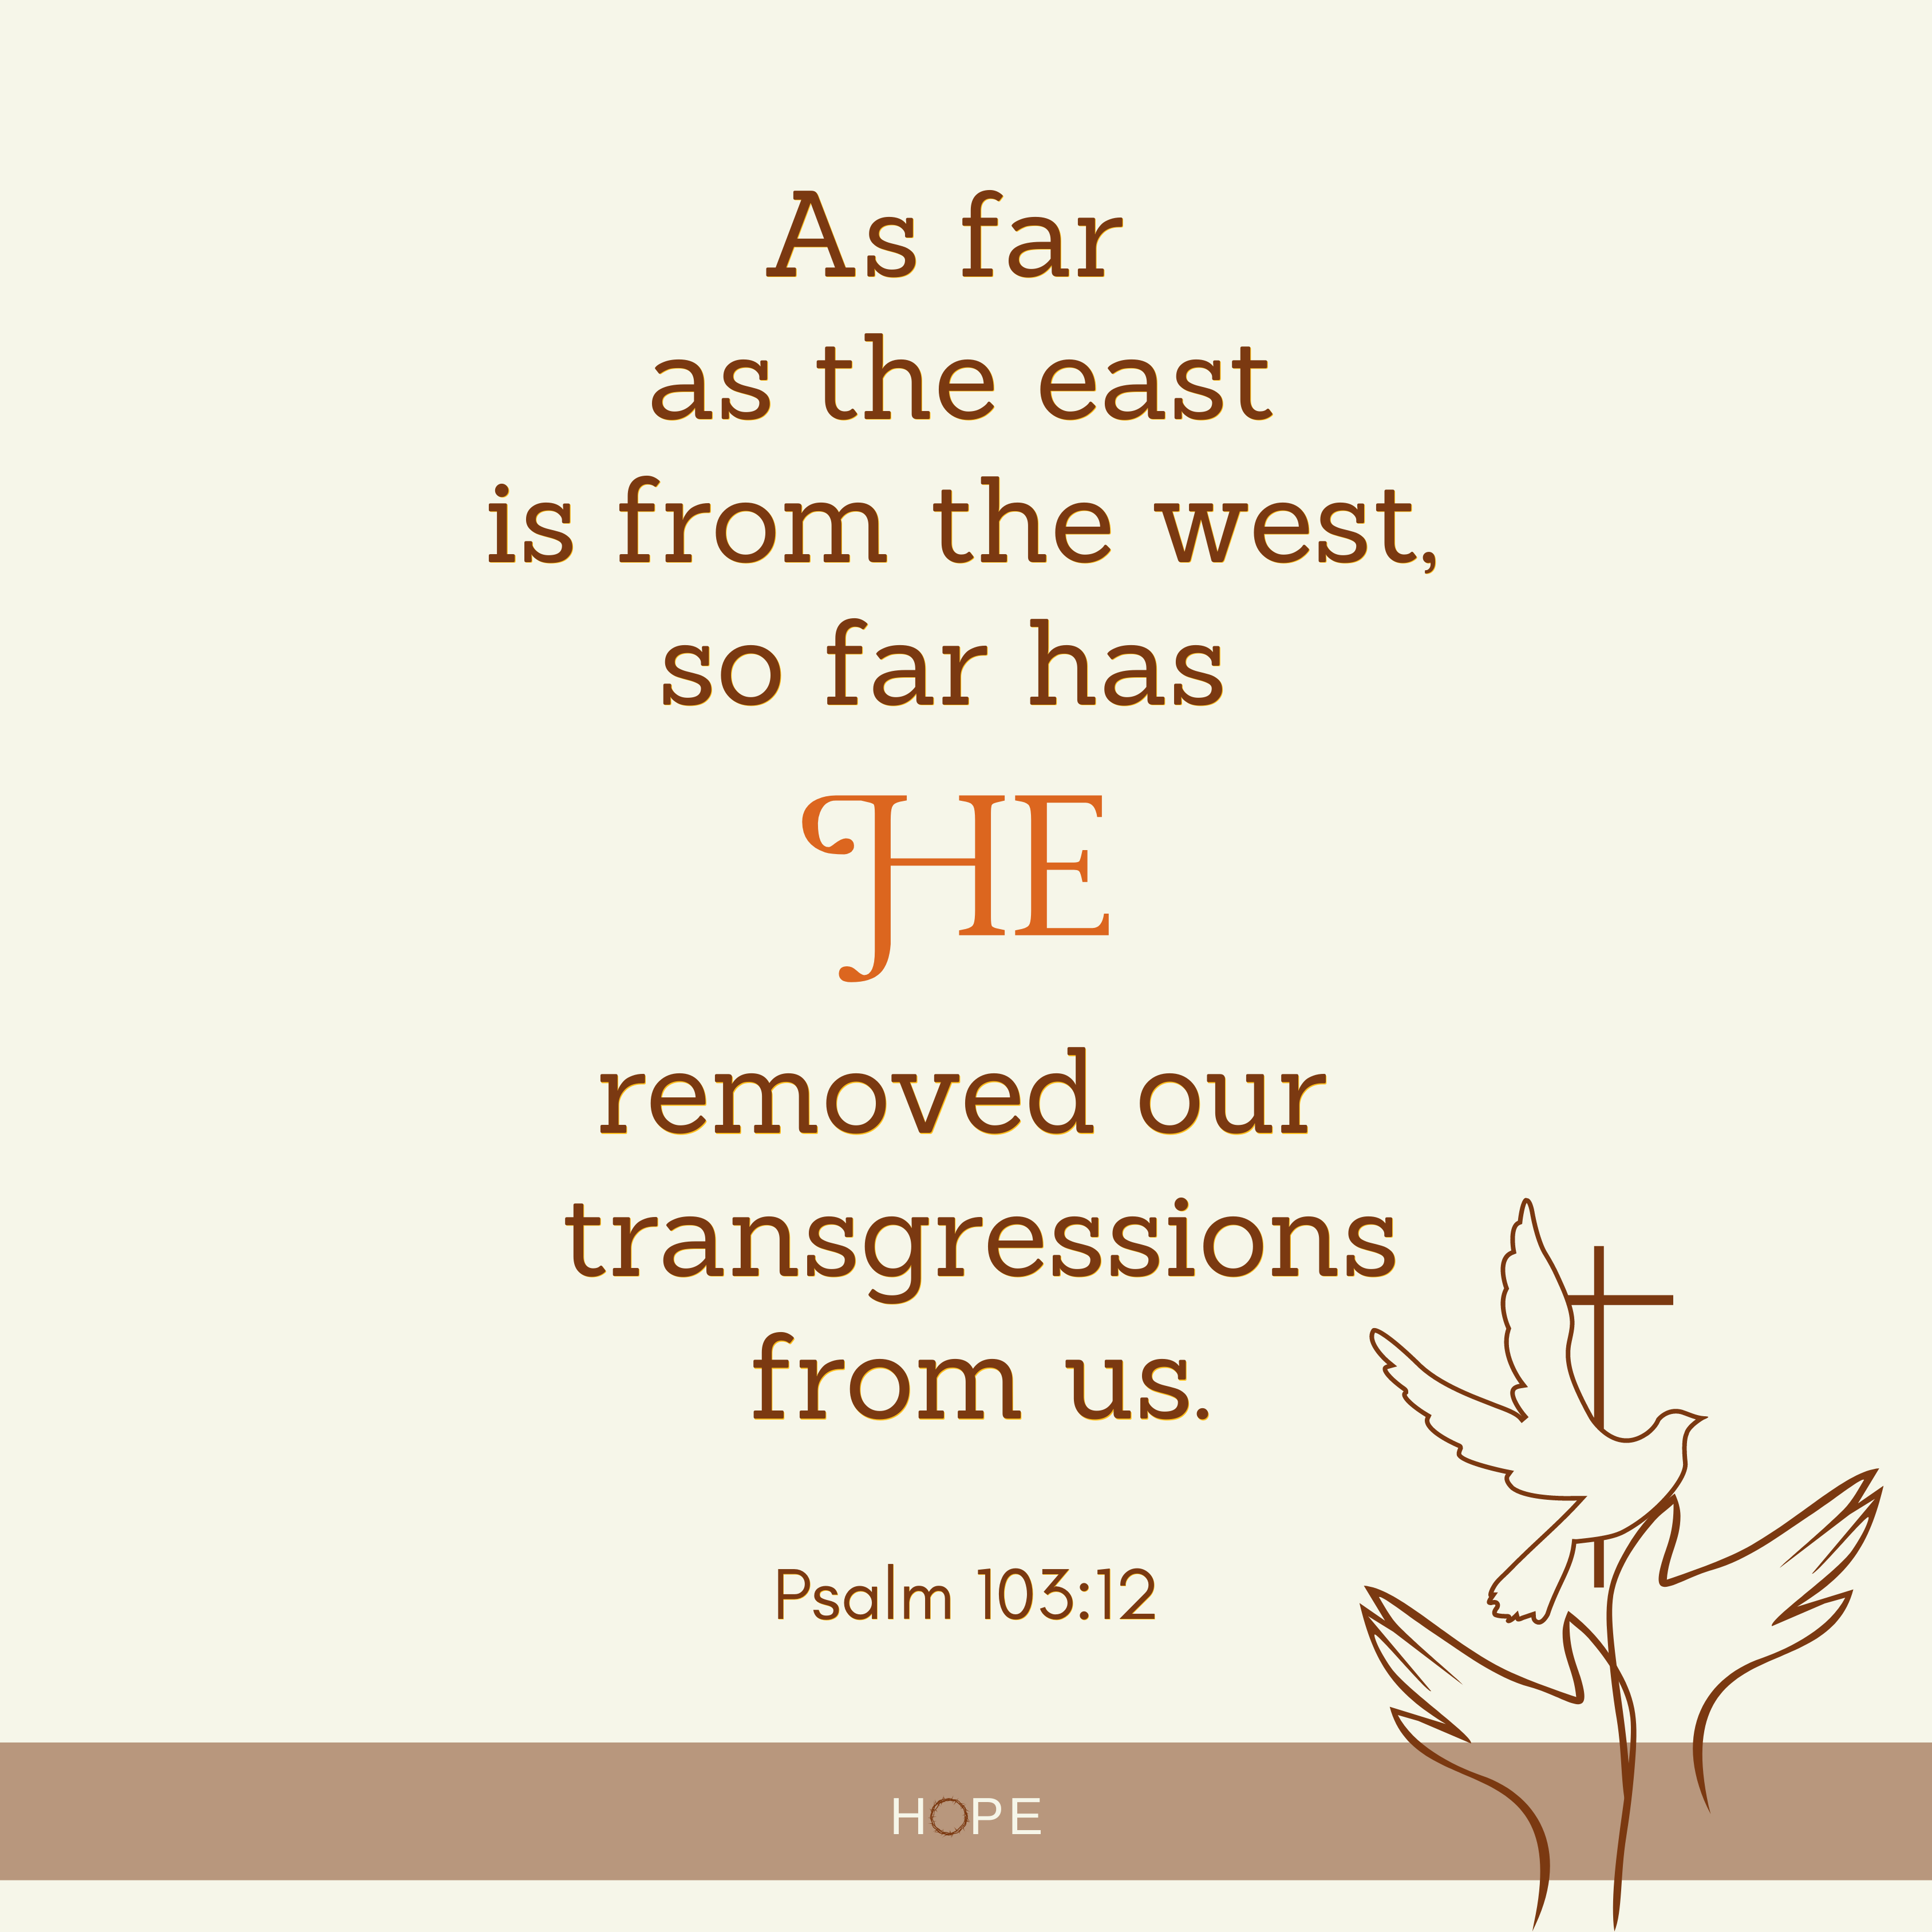 As far
as the east
is from the west,
so far has
HE
removed our
transgressions
from us.
Psalm 103:12
HOPE